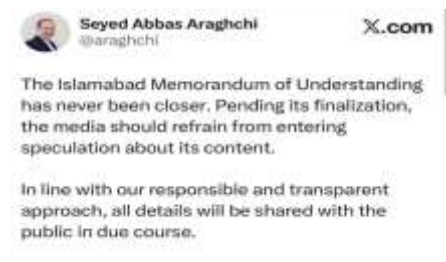 Seyed Abbas Araghchi
@araghchi
X.com
The Islamabad Memorandum of Understanding
has never been closer. Pending its finalization,
the media should refrain from entering
speculation about its content.
In line with our responsible and transparent
approach, all details will be shared with the
public in due course.